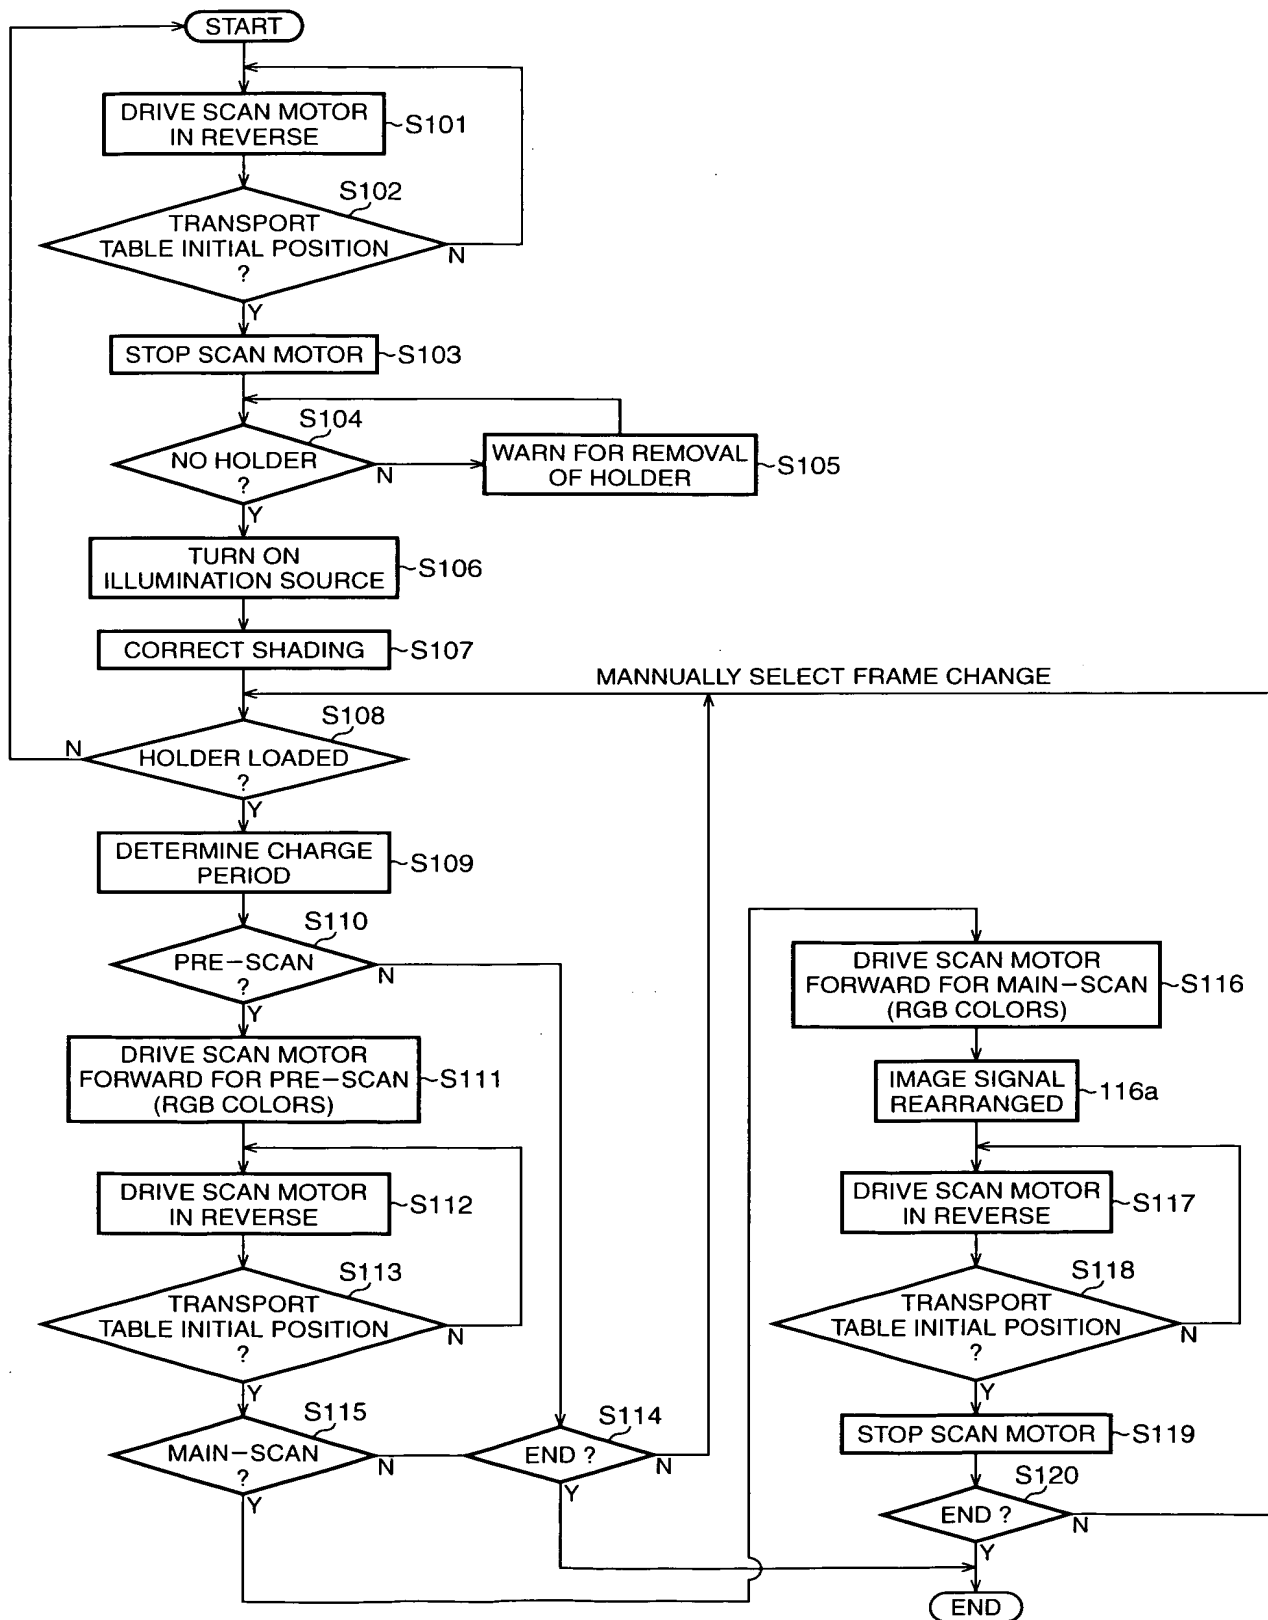 START
DRIVE SCAN MOTOR
IN REVERSE
S101
S102
TRANSPORT
TABLE INITIAL POSITION
?
N
Y
STOP SCAN MOTOR
S103
S104
NO HOLDER
?
N
Y
WARN FOR REMOVAL
OF HOLDER
S105
TURN ON
ILLUMINATION SOURCE
S106
CORRECT SHADING
S107
MANNUALLY SELECT FRAME CHANGE
S108
HOLDER LOADED
?
N
Y
DETERMINE CHARGE
PERIOD
S109
S110
PRE-SCAN
?
N
Y
DRIVE SCAN MOTOR
FORWARD FOR PRE-SCAN
(RGB COLORS)
S111
DRIVE SCAN MOTOR
IN REVERSE
S112
S113
TRANSPORT
TABLE INITIAL POSITION
?
N
Y
S115
MAIN-SCAN
?
N
Y
S114
END ?
N
Y
DRIVE SCAN MOTOR
FORWARD FOR MAIN-SCAN
(RGB COLORS)
S116
IMAGE SIGNAL
REARRANGED
116a
DRIVE SCAN MOTOR
IN REVERSE
S117
S118
TRANSPORT
TABLE INITIAL POSITION
?
N
Y
STOP SCAN MOTOR
S119
S120
END ?
N
Y
END